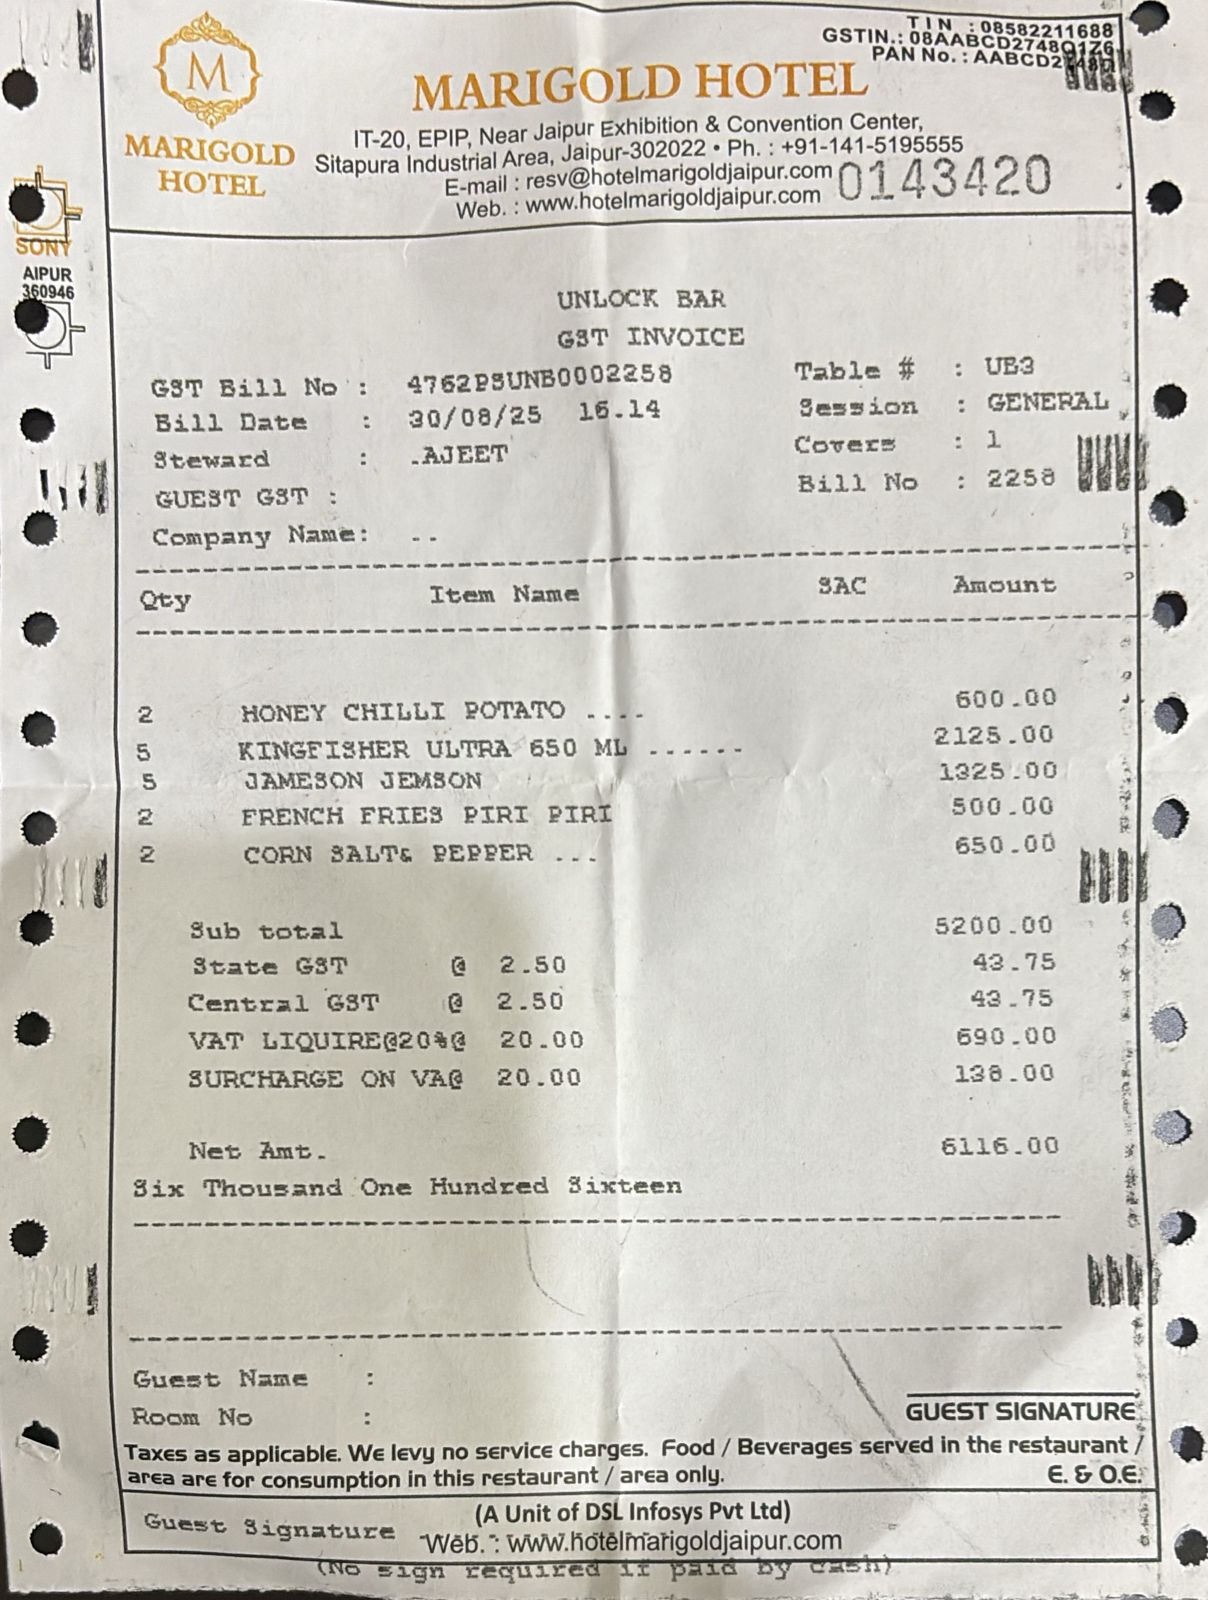 TIN : 08582211688
GSTIN.: 08AABCD2748Q1Z6
PAN No. :
M
MARIGOLD
HOTEL
MARIGOLD HOTEL
IT-20, EPIP, Near Jaipur Exhibition & Convention Center,
Sitapura Industrial Area, Jaipur-302022 • Ph. : +91-141-5195555
E-mail : resv@hotelmarigoldjaipur.com
Web. : www.hotelmarigoldjaipur.com
0143420
SONY
AIPUR
360946
UNLOCK BAR
GST INVOICE
GST Bill No : 4762PSUNB0002258 Table # : UB3
Bill Date : 30/08/25 16.14 Session : GENERAL
Steward : .AJEET Covers : 1
GUEST GST : Bill No : 2258
Company Name: ..
Qty Item Name SAC Amount
2 HONEY CHILLI POTATO .... 600.00
5 KINGFISHER ULTRA 650 ML ...... 2125.00
5 JAMESON JEMSON 1325.00
2 FRENCH FRIES PIRI PIRI 500.00
2 CORN SALT& PEPPER ... 650.00
Sub total 5200.00
State GST @ 2.50 43.75
Central GST @ 2.50 43.75
VAT LIQUIRE@20%@ 20.00 690.00
SURCHARGE ON VA@ 20.00 138.00
Net Amt. 6116.00
Six Thousand One Hundred Sixteen
Guest Name :
Room No :
GUEST SIGNATURE
Taxes as applicable. We levy no service charges. Food / Beverages served in the restaurant /
area are for consumption in this restaurant / area only. E. & O.E.
(A Unit of DSL Infosys Pvt Ltd)
Guest Signature
Web. : www.hotelmarigoldjaipur.com
(No sign required if paid by cash)